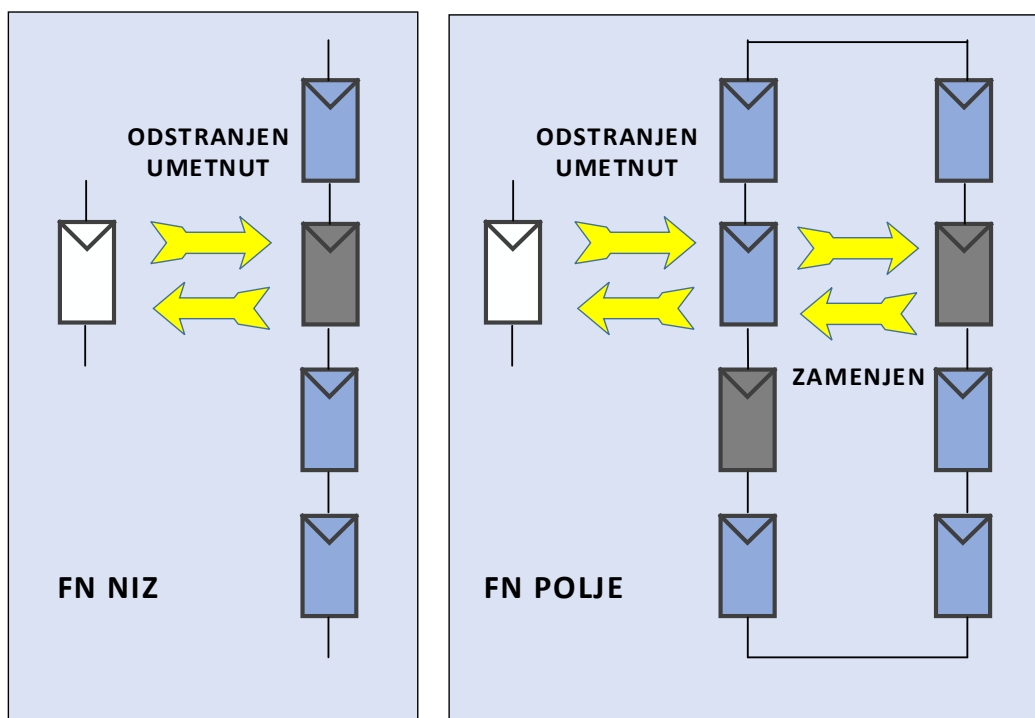 ODSTRANJEN
UMETNUT
FN NIZ
ODSTRANJEN
UMETNUT
ZAMENJEN
FN POLJE